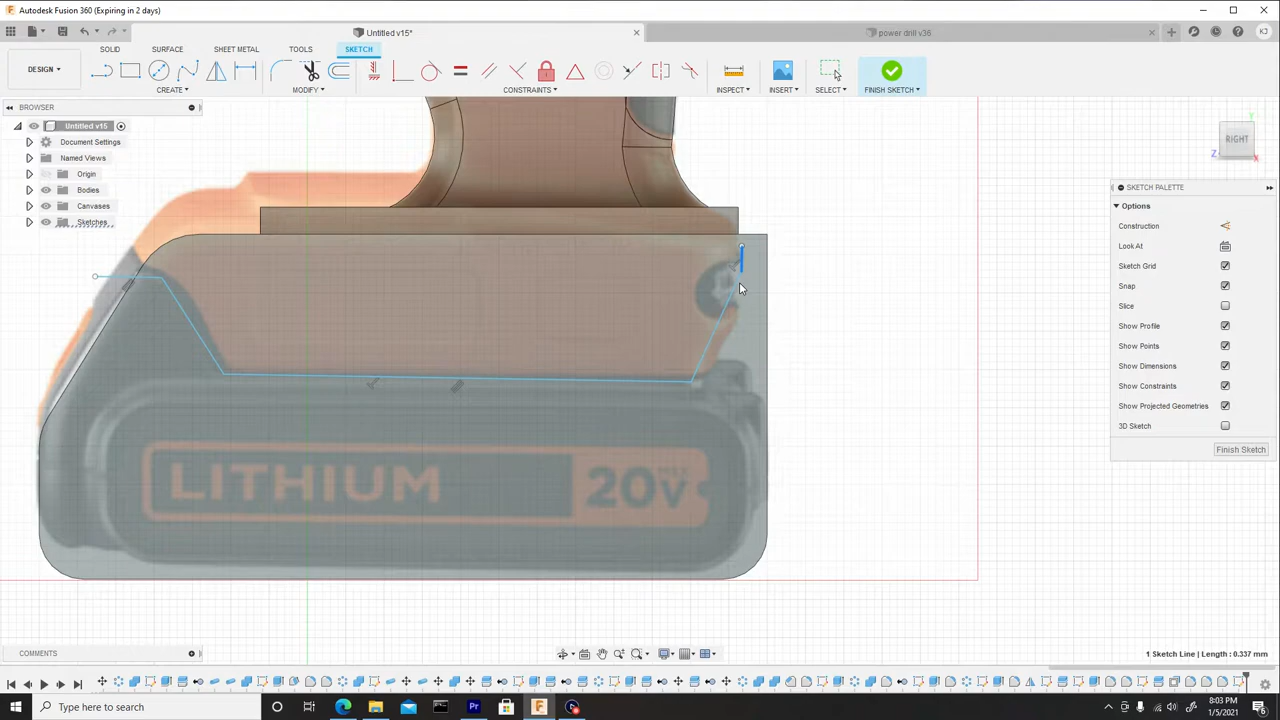 Autodesk Fusion 360 (Expiring in 2 days)
Untitled v15*
power drill v36
KJ
SOLID SURFACE SHEET METAL TOOLS SKETCH
DESIGN
CREATE MODIFY CONSTRAINTS INSPECT INSERT SELECT FINISH SKETCH
BROWSER
Untitled v15
Document Settings
Named Views
Origin
Bodies
Canvases
Sketches
RIGHT
Y
Z
X
SKETCH PALETTE
Options
Construction
Look At
Sketch Grid
Snap
Slice
Show Profile
Show Points
Show Dimensions
Show Constraints
Show Projected Geometries
3D Sketch
Finish Sketch
LITHIUM 20V MAX
COMMENTS
1 Sketch Line | Length : 0.337 mm
Type here to search
Pr
8:03 PM
1/5/2021